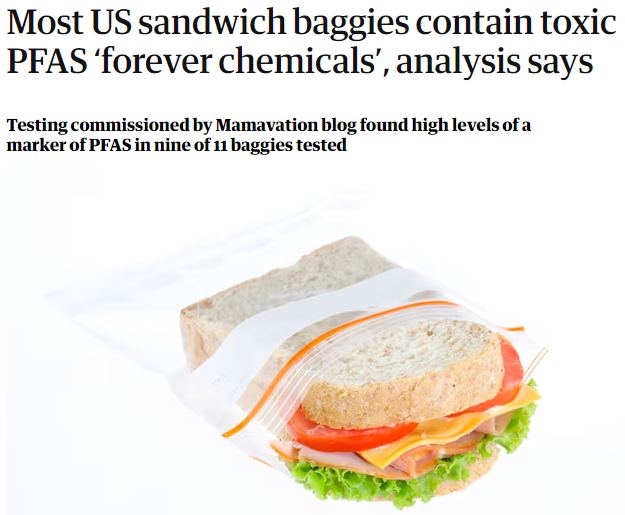 Most US sandwich baggies contain toxic
PFAS ‘forever chemicals’, analysis says
Testing commissioned by Mamavation blog found high levels of a
marker of PFAS in nine of 11 baggies tested